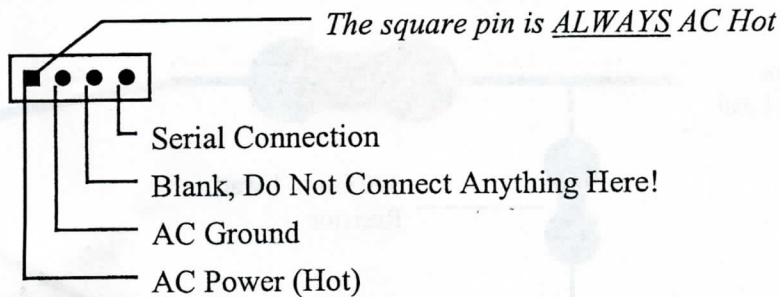 The square pin is ALWAYS AC Hot
Serial Connection
Blank, Do Not Connect Anything Here!
AC Ground
AC Power (Hot)